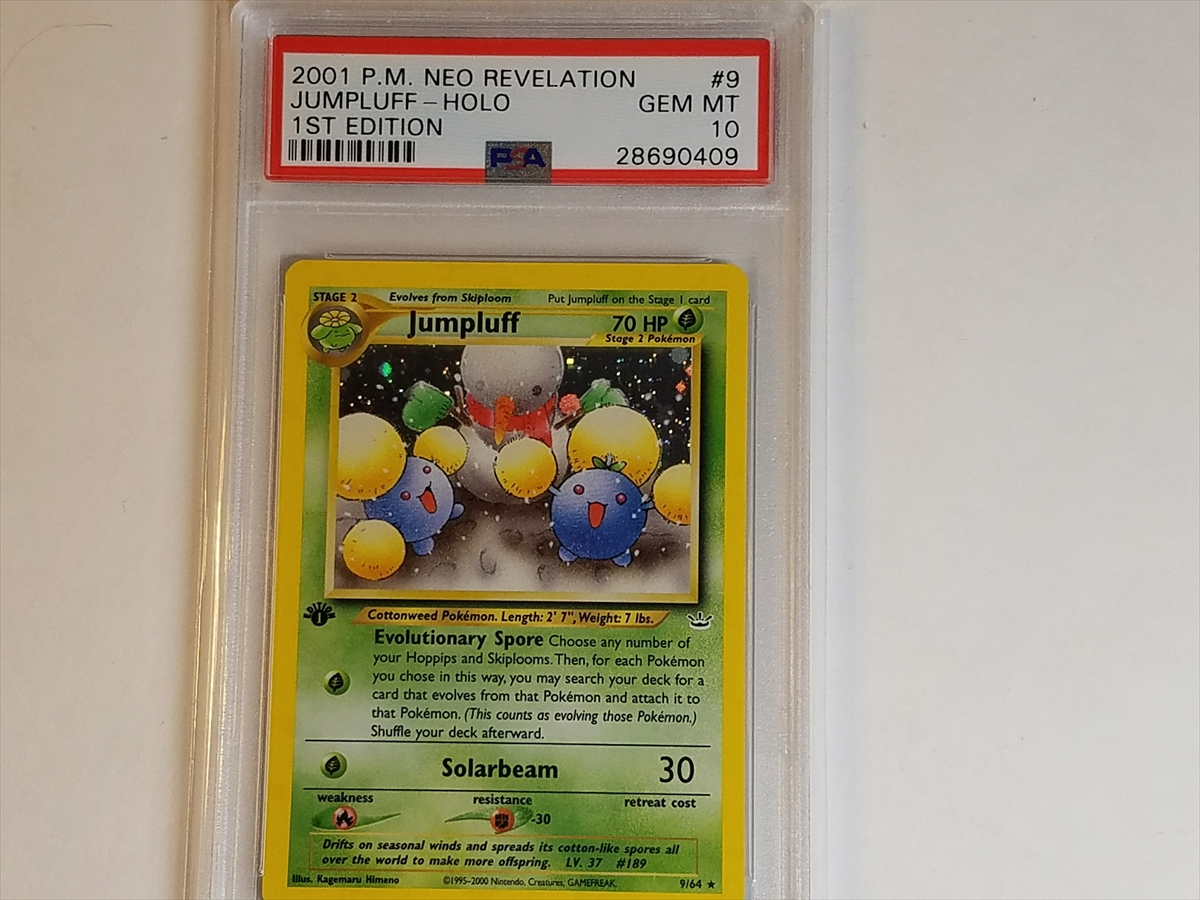 2001 P.M. NEO REVELATION #9
JUMPLUFF - HOLO GEM MT
1ST EDITION 10
PSA 28690409
STAGE 2 Evolves from Skiploom Put Jumpluff on the Stage 1 card
Jumpluff 70 HP
Stage 2 Pokémon
EDITION 1
Cottonweed Pokémon. Length: 2' 7", Weight: 7 lbs.
Evolutionary Spore Choose any number of
your Hoppips and Skiplooms. Then, for each Pokémon
you chose in this way, you may search your deck for a
card that evolves from that Pokémon and attach it to
that Pokémon. (This counts as evolving those Pokémon.)
Shuffle your deck afterward.
Solarbeam 30
weakness resistance retreat cost
-30
Drifts on seasonal winds and spreads its cotton-like spores all
over the world to make more offspring. LV. 37 #189
Illus. Kagemaru Himeno ©1995-2000 Nintendo, Creatures, GAMEFREAK. 9/64 ★